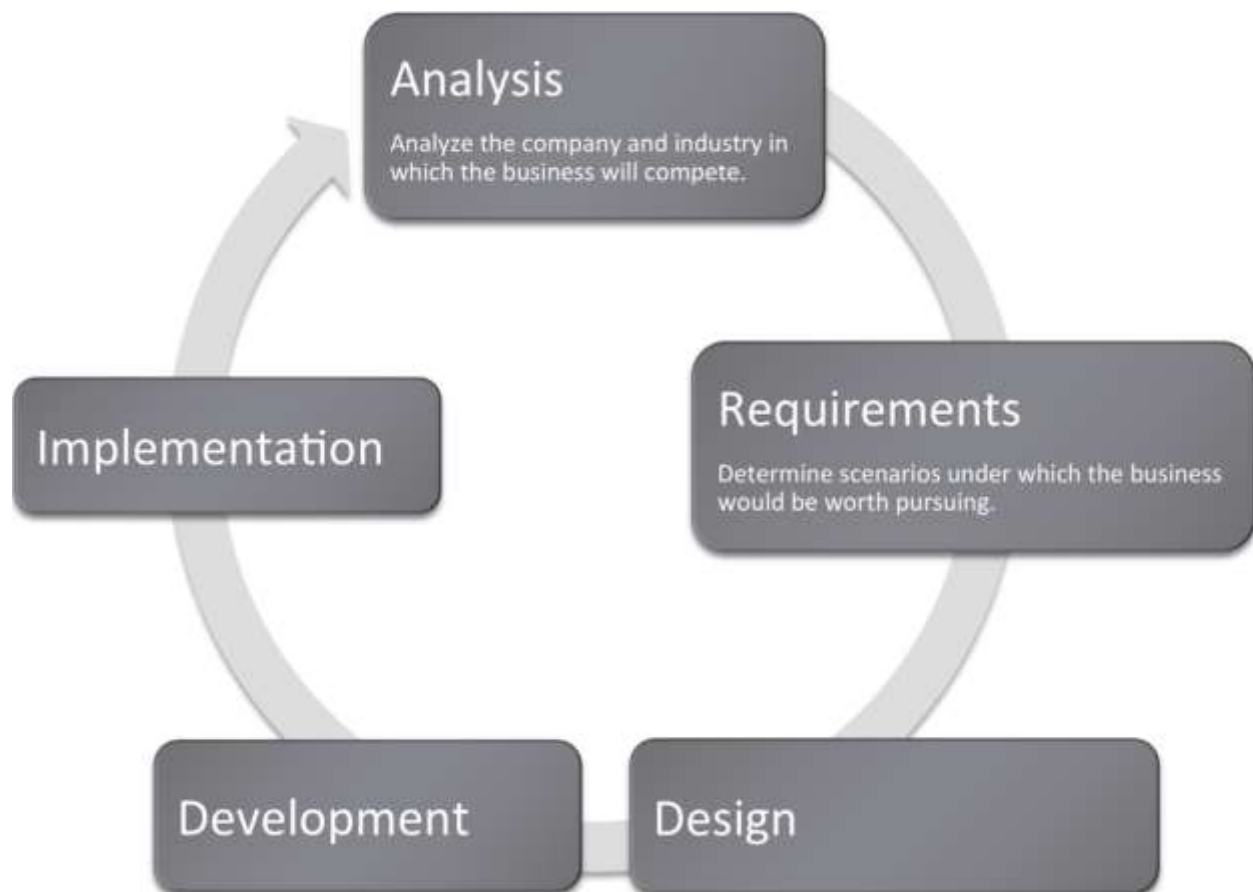 Analysis
Analyze the company and industry in
which the business will compete.
Requirements
Determine scenarios under which the business
would be worth pursuing.
Design
Development
Implementation